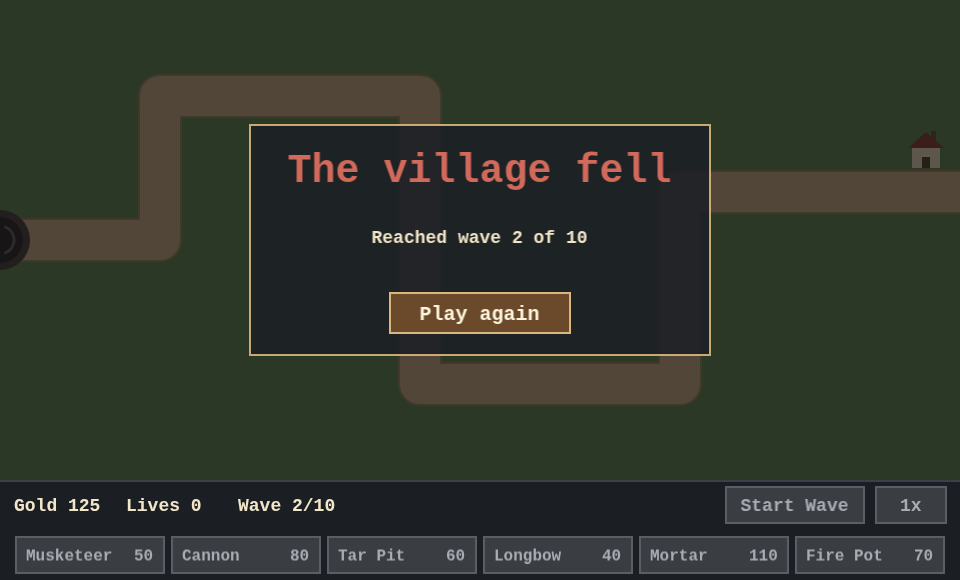 The village fell
Reached wave 2 of 10
Play again
Gold 125 Lives 0 Wave 2/10 Start Wave 1x
Musketeer 50 Cannon 80 Tar Pit 60 Longbow 40 Mortar 110 Fire Pot 70